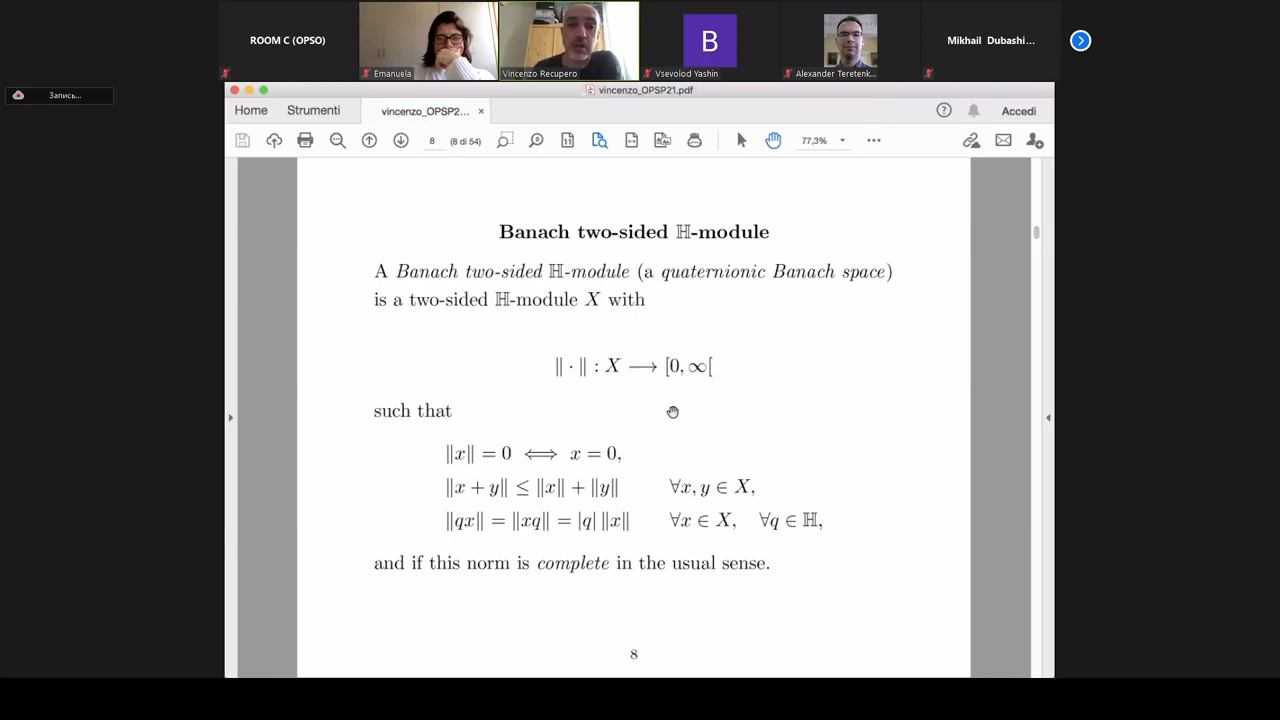 ROOM C (OPSO)
Emanuela
Vincenzo Recupero
B
Vsevolod Yashin
Alexander Teretenk...
Mikhail Dubashi...
Запись...
vincenzo_OPSP21.pdf
Home Strumenti vincenzo_OPSP2... × Accedi
8 (8 di 54) 77,3%
Banach two-sided ℍ-module
A Banach two-sided ℍ-module (a quaternionic Banach space)
is a two-sided ℍ-module X with
‖ · ‖ : X ⟶ [0, ∞[
such that
‖x‖ = 0 ⟺ x = 0,
‖x + y‖ ≤ ‖x‖ + ‖y‖ ∀x, y ∈ X,
‖qx‖ = ‖xq‖ = |q| ‖x‖ ∀x ∈ X, ∀q ∈ ℍ,
and if this norm is complete in the usual sense.
8